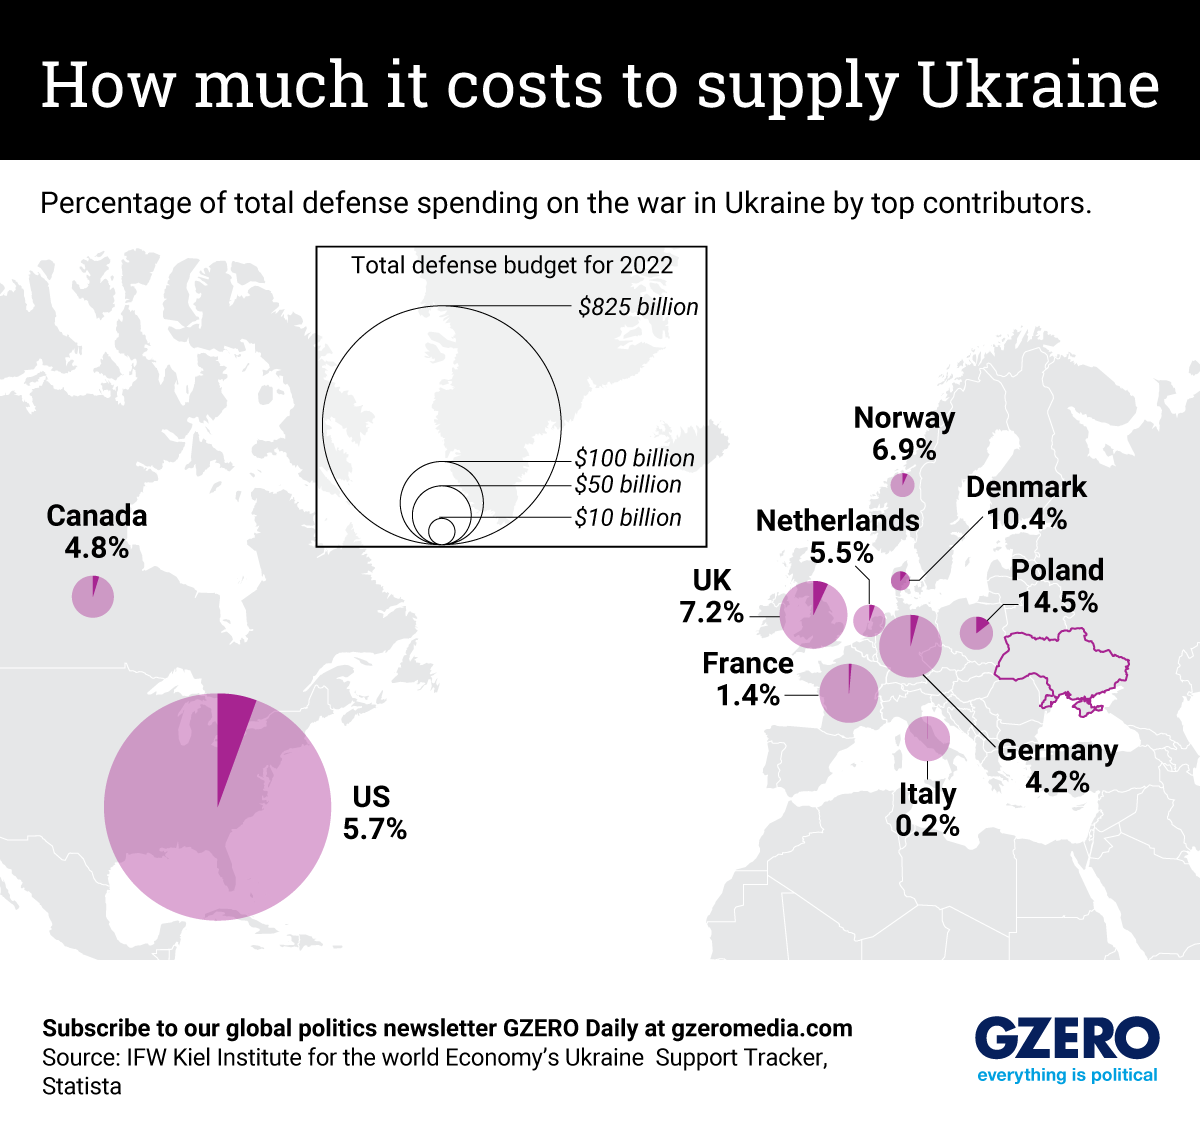 How much it costs to supply Ukraine
Percentage of total defense spending on the war in Ukraine by top contributors.
Total defense budget for 2022
$825 billion
$100 billion
$50 billion
$10 billion
Norway
6.9%
Denmark
10.4%
Canada
4.8%
Netherlands
5.5%
Poland
14.5%
UK
7.2%
France
1.4%
Germany
4.2%
Italy
0.2%
US
5.7%
Subscribe to our global politics newsletter GZERO Daily at gzeromedia.com
Source: IFW Kiel Institute for the world Economy’s Ukraine  Support Tracker,
Statista
GZERO
everything is political